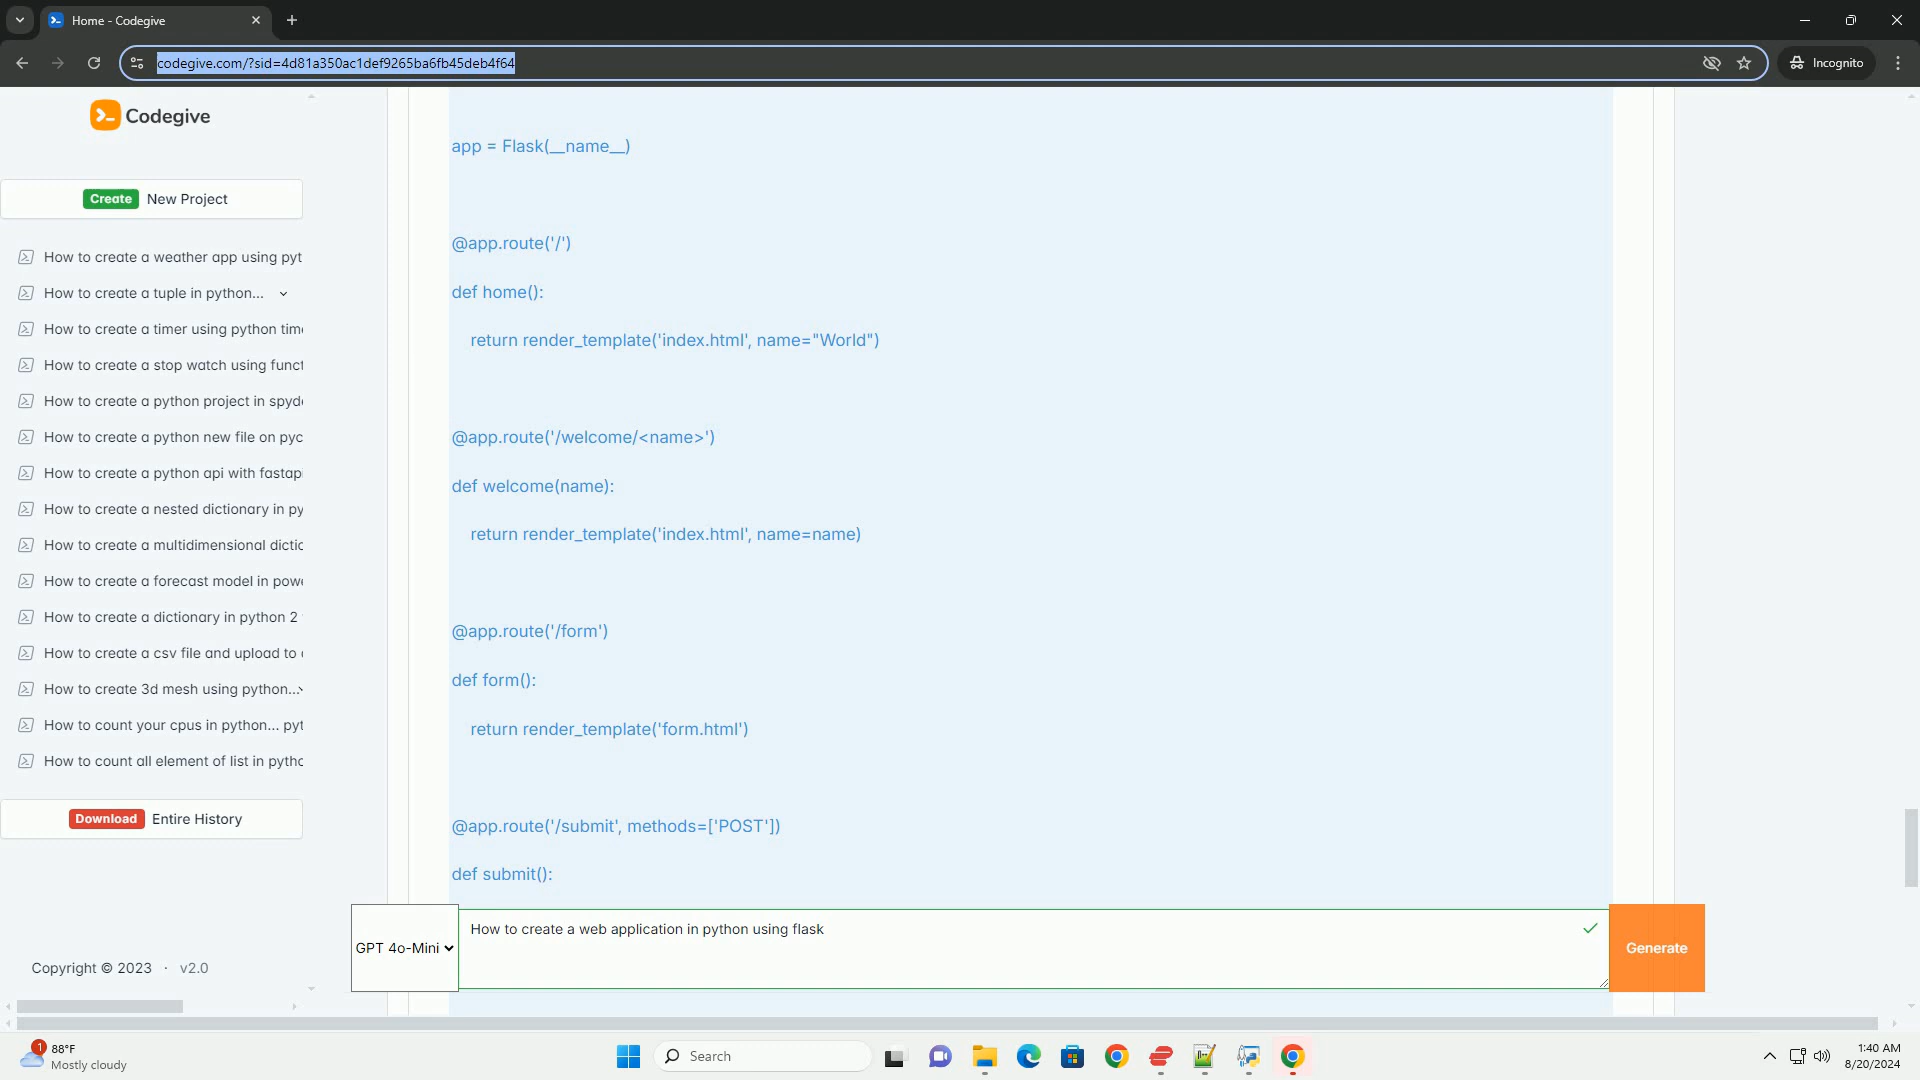 Home - Codegive
codegive.com/?sid=4d81a350ac1def9265ba6fb45deb4f64
Incognito
Codegive
Create New Project
How to create a weather app using pyt
How to create a tuple in python...
How to create a timer using python time
How to create a stop watch using funct
How to create a python project in spyde
How to create a python new file on pyc
How to create a python api with fastap
How to create a nested dictionary in py
How to create a multidimensional dictio
How to create a forecast model in powe
How to create a dictionary in python 2
How to create a csv file and upload to
How to create 3d mesh using python...
How to count your cpus in python... pyt
How to count all element of list in pytho
Download Entire History
Copyright © 2023 · v2.0
app = Flask(__name__)
@app.route('/')
def home():
return render_template('index.html', name="World")
@app.route('/welcome/<name>')
def welcome(name):
return render_template('index.html', name=name)
@app.route('/form')
def form():
return render_template('form.html')
@app.route('/submit', methods=['POST'])
def submit():
GPT 4o-Mini
How to create a web application in python using flask
Generate
1
88°F
Mostly cloudy
Search
1:40 AM
8/20/2024